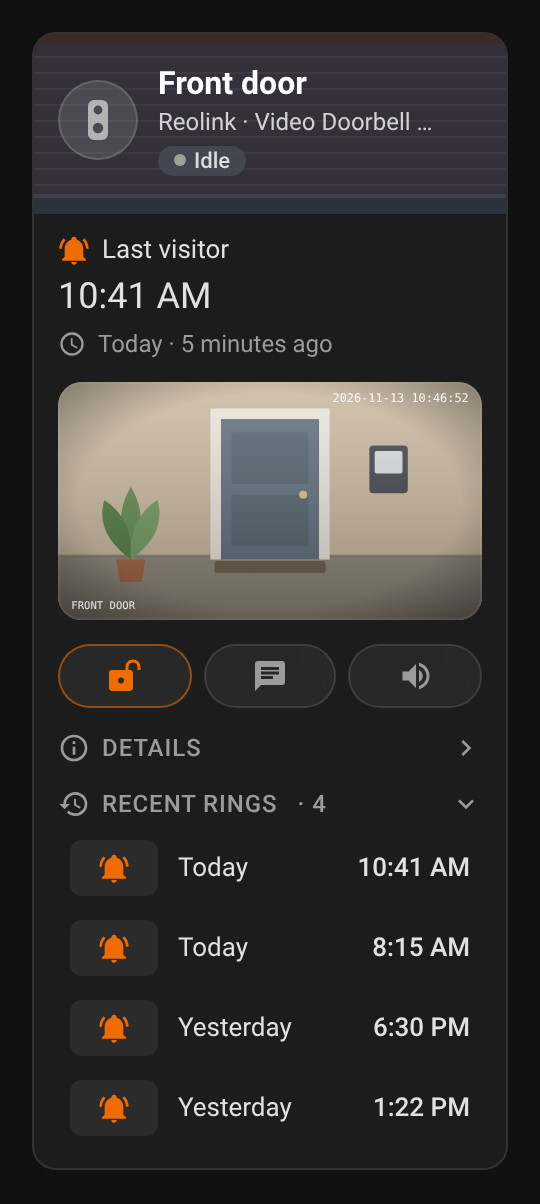 Front door
Reolink · Video Doorbell …
Idle
Last visitor
10:41 AM
Today · 5 minutes ago
2026-11-13 10:46:52
FRONT DOOR
DETAILS
RECENT RINGS · 4
Today 10:41 AM
Today 8:15 AM
Yesterday 6:30 PM
Yesterday 1:22 PM